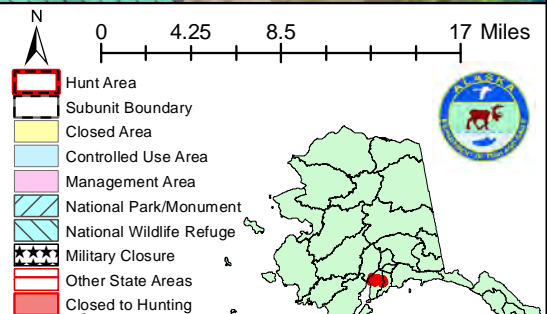 N
0 4.25 8.5 17 Miles
Hunt Area
Subunit Boundary
Closed Area
Controlled Use Area
Management Area
National Park/Monument
National Wildlife Refuge
Military Closure
Other State Areas
Closed to Hunting
ALASKA